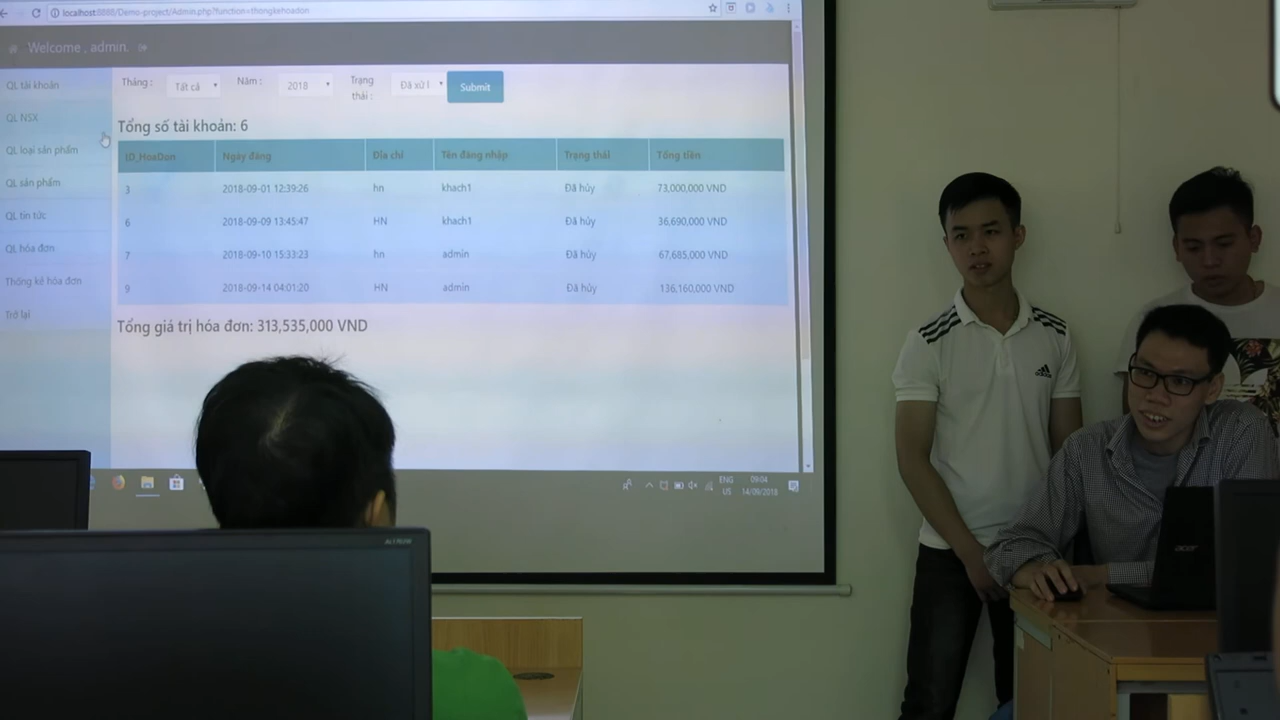 localhost:8888/Demo-project/Admin.php?function=thongkehoadon
Welcome , admin.
QL tài khoản
QL NSX
QL loại sản phẩm
QL sản phẩm
QL tin tức
QL hóa đơn
Thống kê hóa đơn
Trở lại
Tháng : Tất cả Năm : 2018 Trạng thái : Đã xử l Submit
Tổng số tài khoản: 6
ID_HoaDon Ngày đăng Địa chỉ Tên đăng nhập Trạng thái Tổng tiền
3 2018-09-01 12:39:26 hn khach1 Đã hủy 73,000,000 VND
6 2018-09-09 13:45:47 HN khach1 Đã hủy 36,690,000 VND
7 2018-09-10 15:33:23 hn admin Đã hủy 67,685,000 VND
9 2018-09-14 04:01:20 HN admin Đã hủy 136,160,000 VND
Tổng giá trị hóa đơn: 313,535,000 VND
ENG 09:04
US 14/09/2018
adidas
acer